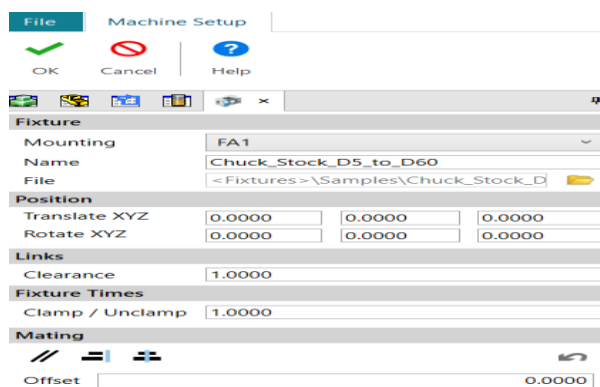 File Machine Setup
OK Cancel Help
Fixture
Mounting FA1
Name Chuck_Stock_D5_to_D60
File <Fixtures>\Samples\Chuck_Stock_D
Position
Translate XYZ 0.0000 0.0000 0.0000
Rotate XYZ 0.0000 0.0000 0.0000
Links
Clearance 1.0000
Fixture Times
Clamp / Unclamp 1.0000
Mating
Offset 0.0000